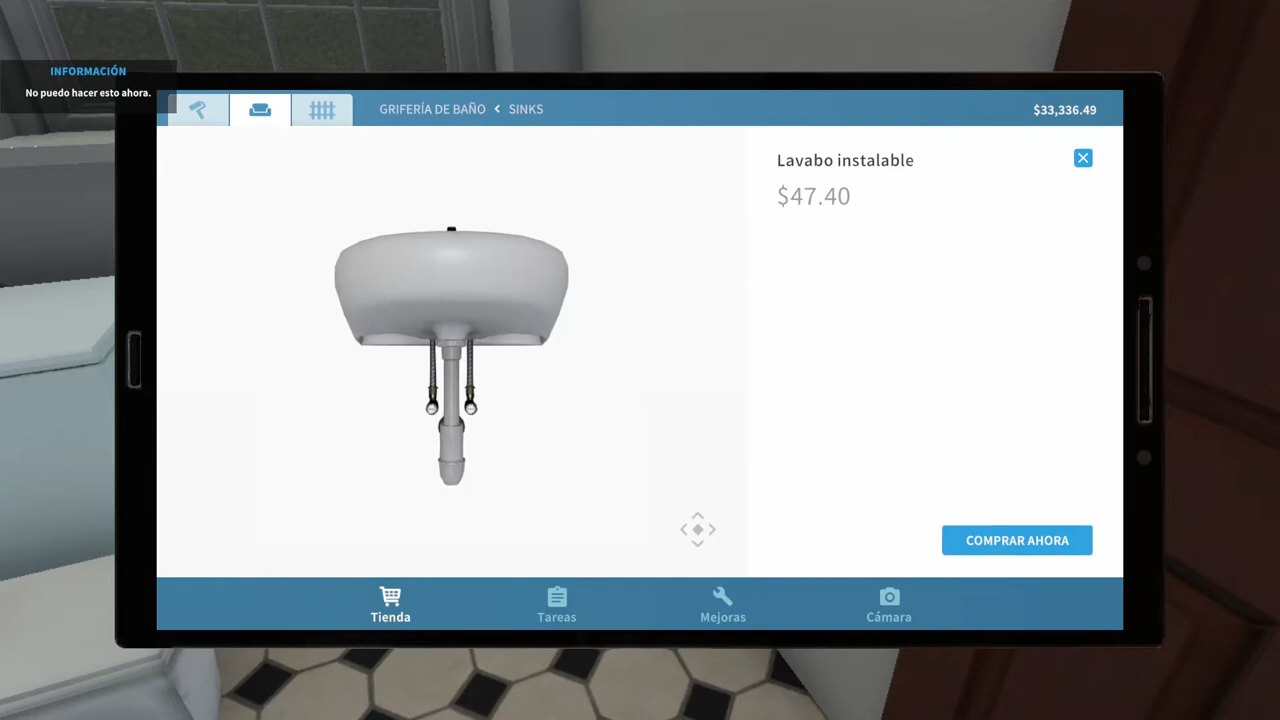 INFORMACIÓN
No puedo hacer esto ahora.
GRIFERÍA DE BAÑO < SINKS
$33,336.49
Lavabo instalable
$47.40
COMPRAR AHORA
Tienda
Tareas
Mejoras
Cámara